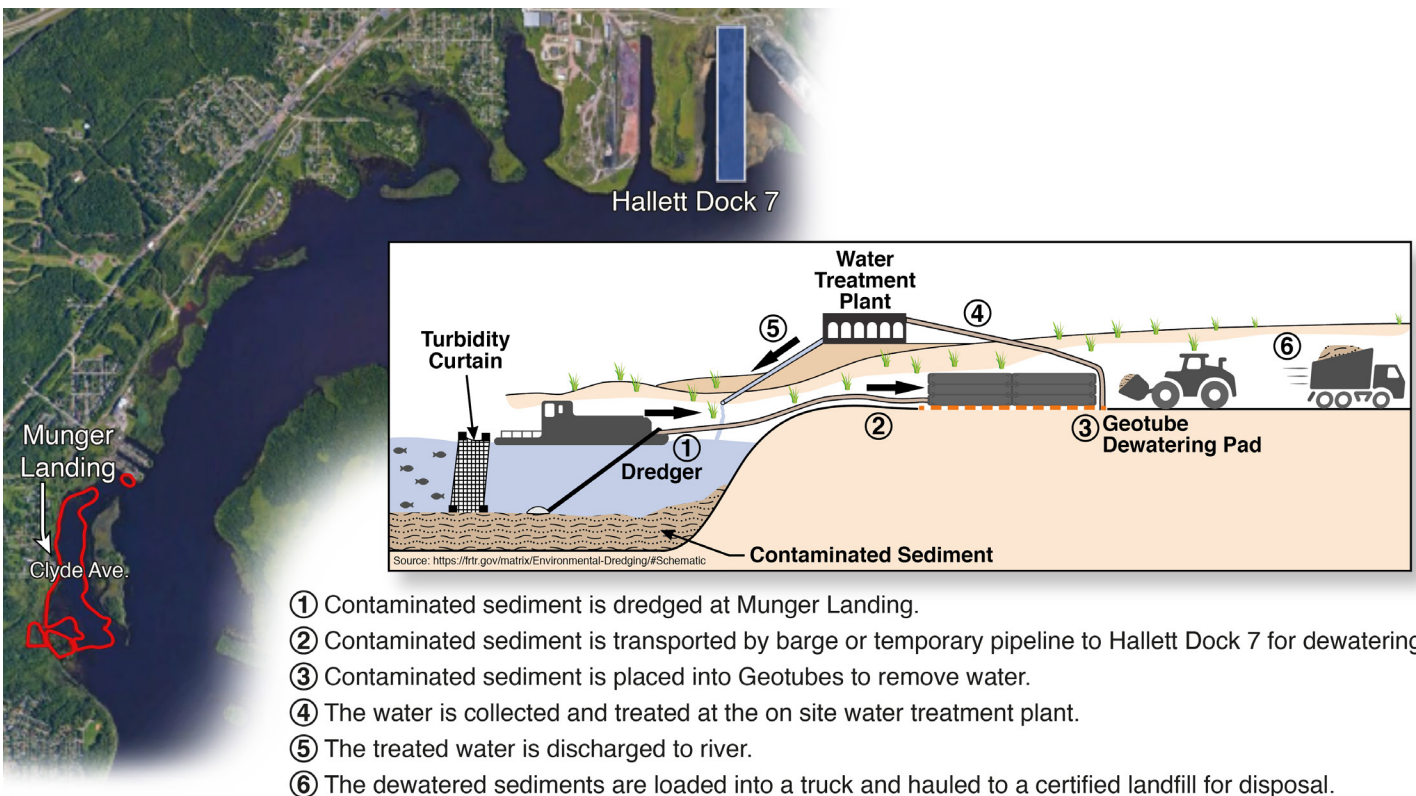 Hallett Dock 7
Water
Treatment
Plant
④
⑤
⑥
Turbidity
Curtain
Munger
Landing
②
③ Geotube
Dewatering Pad
①
Dredger
Contaminated Sediment
Source: https://frtr.gov/matrix/Environmental-Dredging/#Schematic
Clyde Ave.
① Contaminated sediment is dredged at Munger Landing.
② Contaminated sediment is transported by barge or temporary pipeline to Hallett Dock 7 for dewatering
③ Contaminated sediment is placed into Geotubes to remove water.
④ The water is collected and treated at the on site water treatment plant.
⑤ The treated water is discharged to river.
⑥ The dewatered sediments are loaded into a truck and hauled to a certified landfill for disposal.